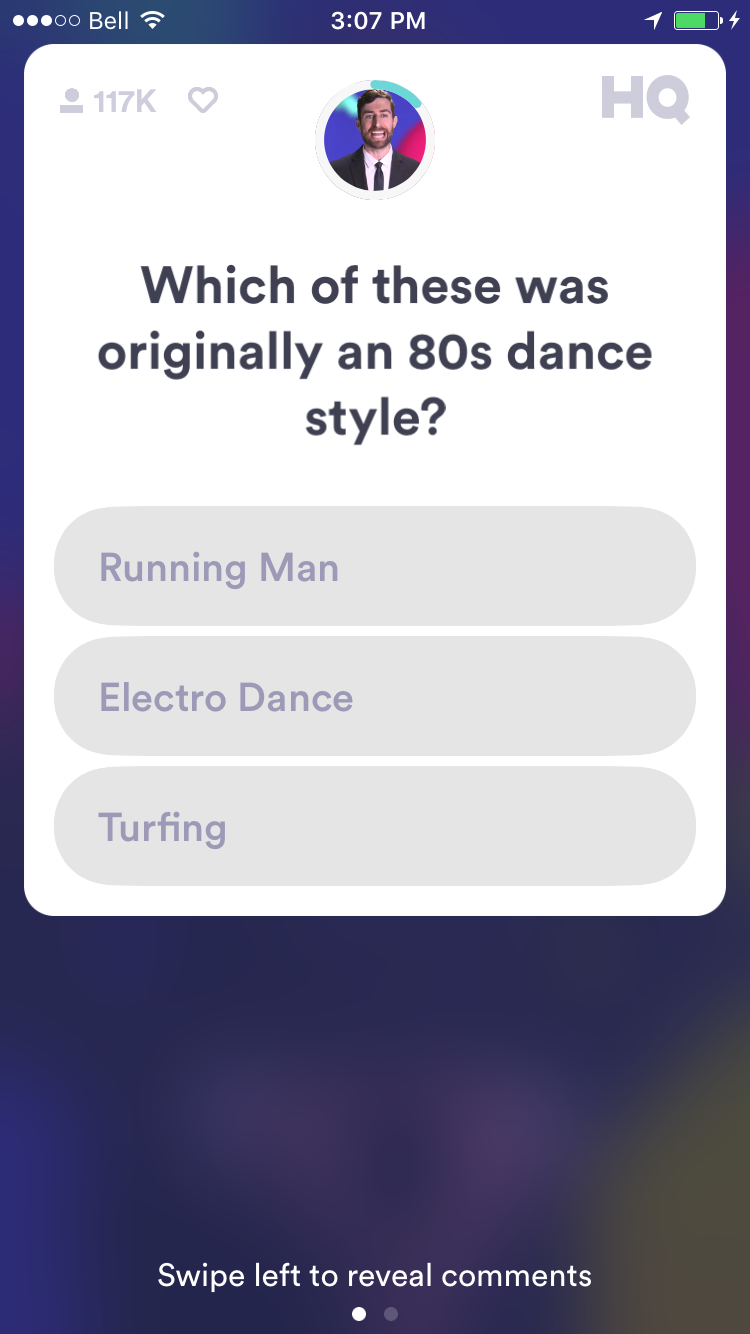 Bell 3:07 PM
117K HQ
Which of these was
originally an 80s dance
style?
Running Man
Electro Dance
Turfing
Swipe left to reveal comments